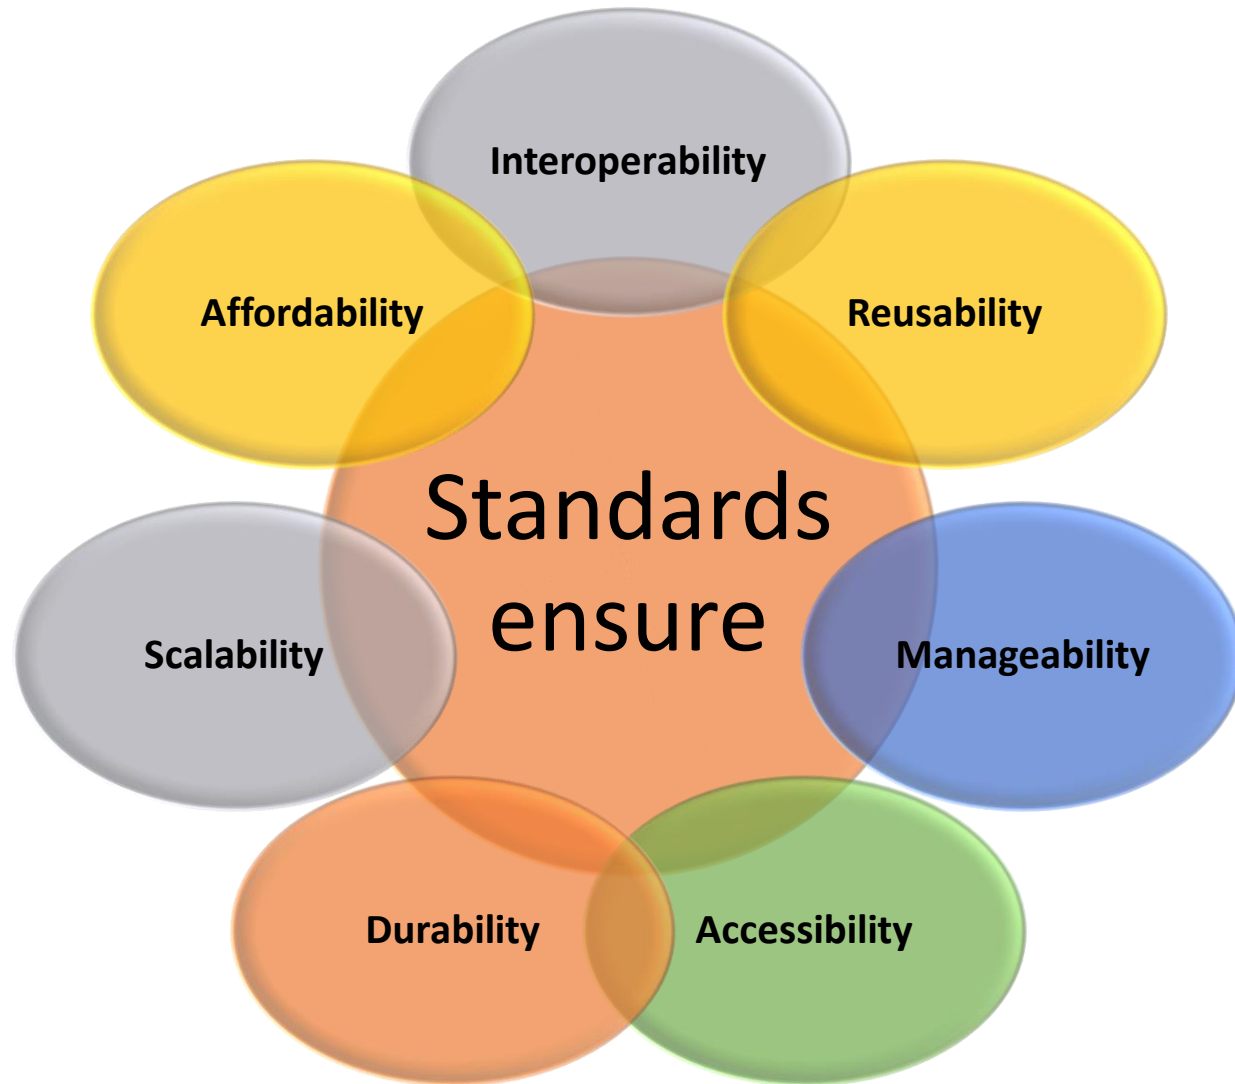 Interoperability
Affordability
Reusability
Standards
ensure
Scalability
Manageability
Durability
Accessibility